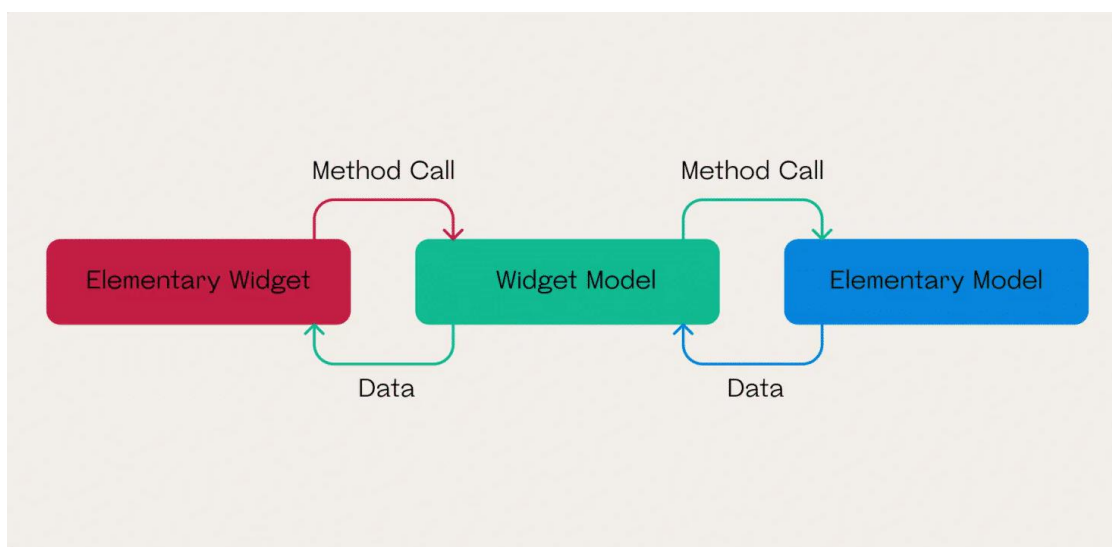 Method Call
Method Call
Elementary Widget
Widget Model
Elementary Model
Data
Data